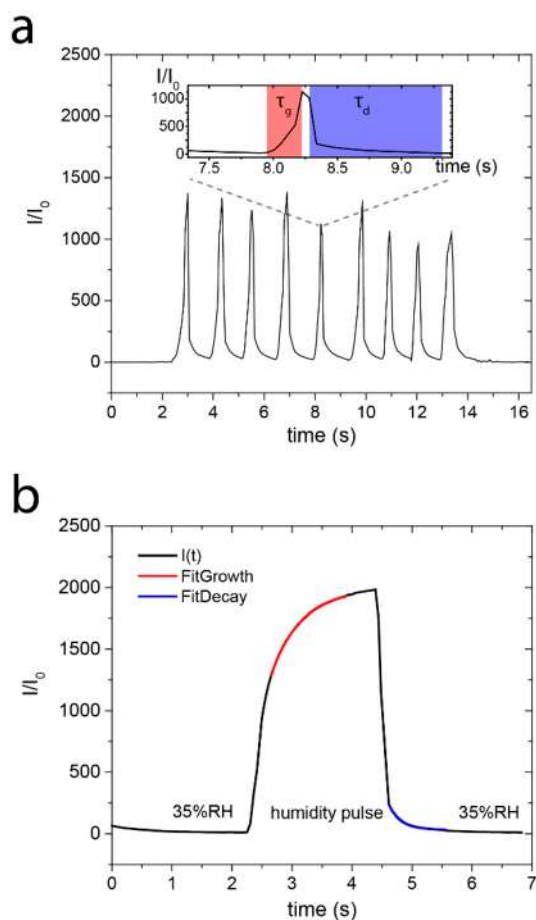 a
2500
2000
1500
1000
500
0
I/I0
I/I0
1000
500
0
τg
τd
7.5
8.0
8.5
9.0
time (s)
0
2
4
6
8
10
12
14
16
time (s)
b
2500
2000
1500
1000
500
0
I/I0
I(t)
FitGrowth
FitDecay
35%RH
humidity pulse
35%RH
0
1
2
3
4
5
6
7
time (s)